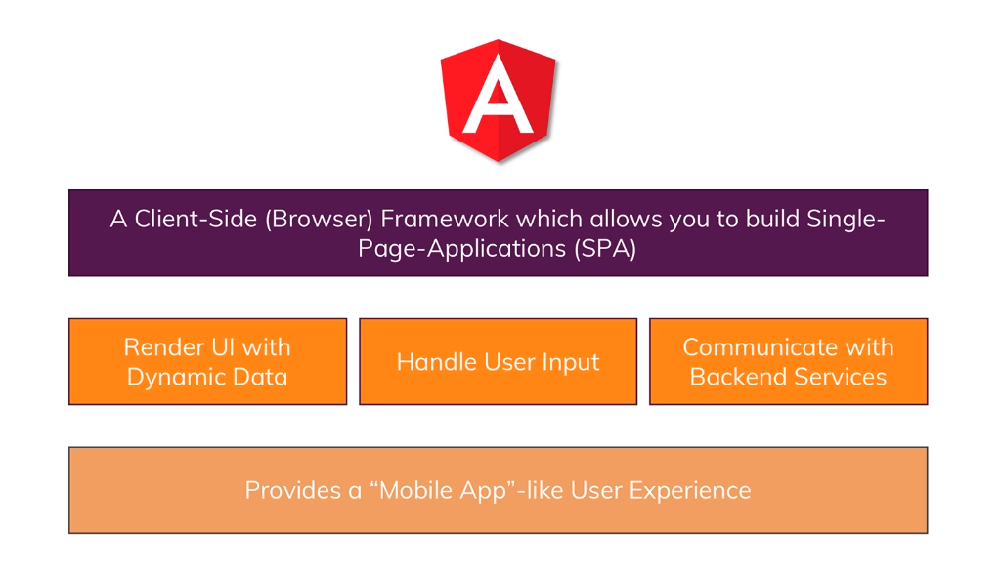 A
A Client-Side (Browser) Framework which allows you to build Single-
Page-Applications (SPA)
Render UI with
Dynamic Data
Handle User Input
Communicate with
Backend Services
Provides a “Mobile App”-like User Experience